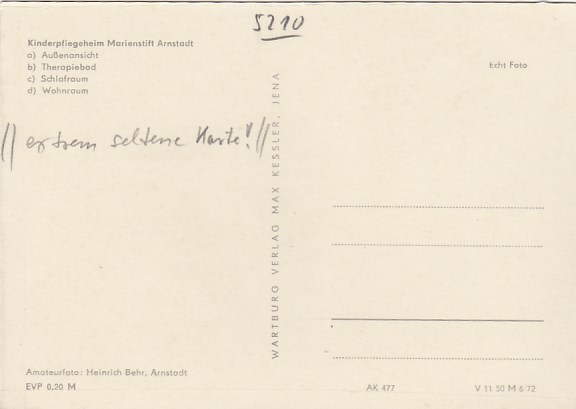 5210
Kinderpflegeheim Marienstift Arnstadt
a) Außenansicht
b) Therapiebad
c) Schlafraum
d) Wohnraum
Echt Foto
// extrem seltene Karte! //
WARTBURG VERLAG MAX KESSLER, JENA
Amateurfoto: Heinrich Behr, Arnstadt
EVP 0,20 M
AK 477
V 11 50 M 6 72